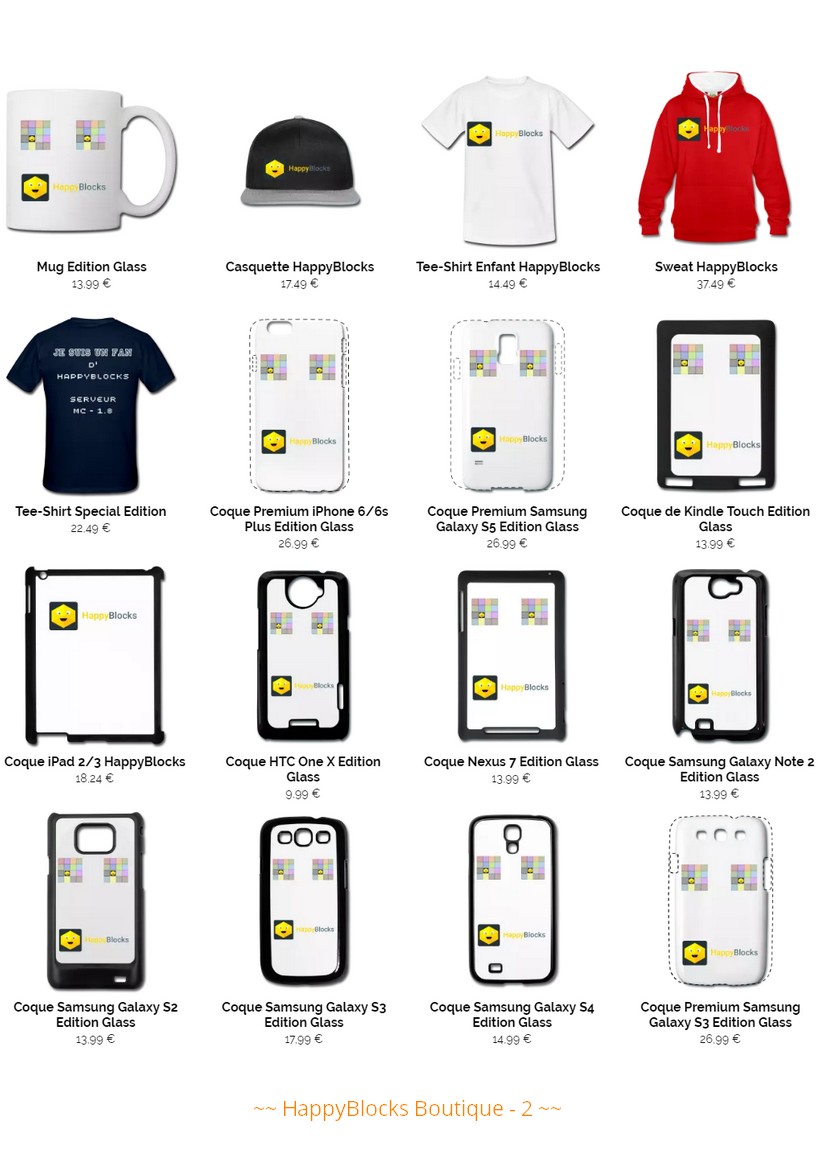 HappyBlocks
HappyBlocks
HappyBlocks
HappyBlocks
Mug Edition Glass
13.99 €
Casquette HappyBlocks
17.49 €
Tee-Shirt Enfant HappyBlocks
14.49 €
Sweat HappyBlocks
37.49 €
JE SUIS UN FAN
D'
HAPPYBLOCKS
SERVEUR
MC - 1.8
HappyBlocks
HappyBlocks
HappyBlocks
Tee-Shirt Special Edition
22.49 €
Coque Premium iPhone 6/6s
Plus Edition Glass
26.99 €
Coque Premium Samsung
Galaxy S5 Edition Glass
26.99 €
Coque de Kindle Touch Edition
Glass
13.99 €
HappyBlocks
HappyBlocks
HappyBlocks
HappyBlocks
Coque iPad 2/3 HappyBlocks
18.24 €
Coque HTC One X Edition
Glass
9.99 €
Coque Nexus 7 Edition Glass
13.99 €
Coque Samsung Galaxy Note 2
Edition Glass
13.99 €
HappyBlocks
HappyBlocks
HappyBlocks
HappyBlocks
Coque Samsung Galaxy S2
Edition Glass
13.99 €
Coque Samsung Galaxy S3
Edition Glass
17.99 €
Coque Samsung Galaxy S4
Edition Glass
14.99 €
Coque Premium Samsung
Galaxy S3 Edition Glass
26.99 €
~~ HappyBlocks Boutique - 2 ~~